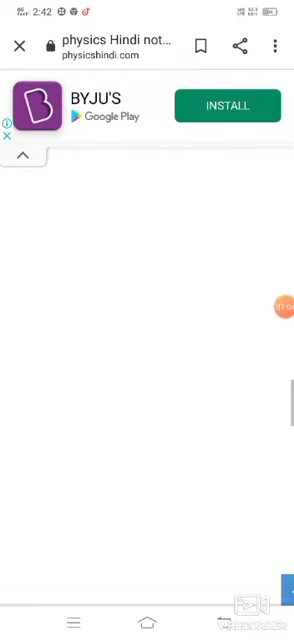 2:42
physics Hindi not...
physicshindi.com
BYJU'S
Google Play
INSTALL
07:04